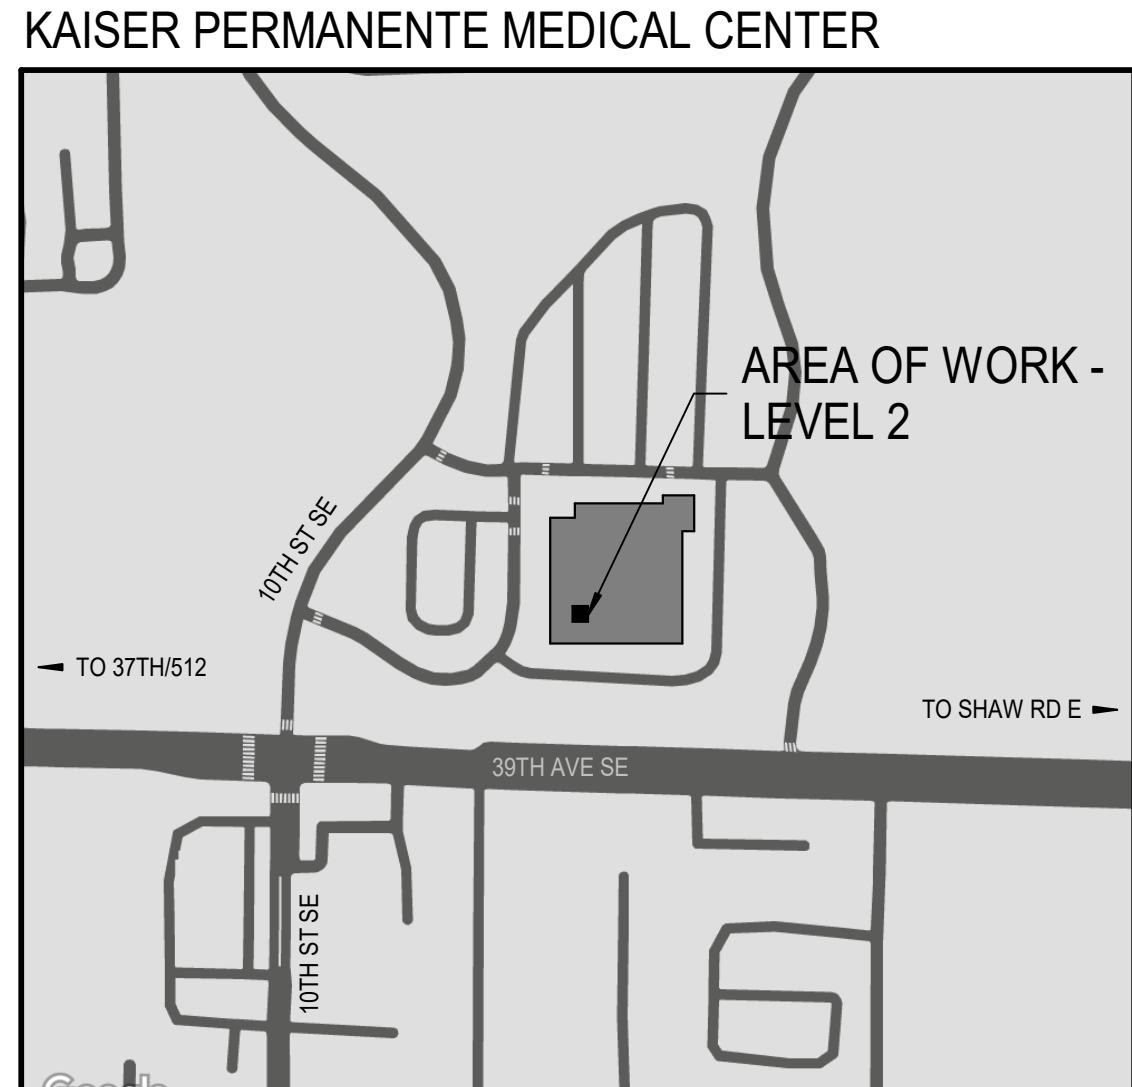 KAISER PERMANENTE MEDICAL CENTER
AREA OF WORK -
LEVEL 2
10TH ST SE
TO 37TH/512
TO SHAW RD E
39TH AVE SE
10TH ST SE
Google